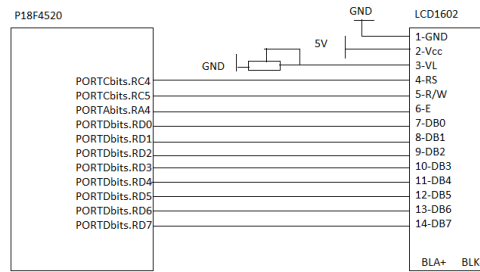 P18F4520
GND
LCD1602
5V
GND
1-GND
2-Vcc
3-VL
PORTCbits.RC4
4-RS
PORTCbits.RC5
5-R/W
PORTAbits.RA4
6-E
PORTDbits.RD0
7-DB0
PORTDbits.RD1
8-DB1
PORTDbits.RD2
9-DB2
PORTDbits.RD3
10-DB3
PORTDbits.RD4
11-DB4
PORTDbits.RD5
12-DB5
PORTDbits.RD6
13-DB6
PORTDbits.RD7
14-DB7
BLA+ BLK